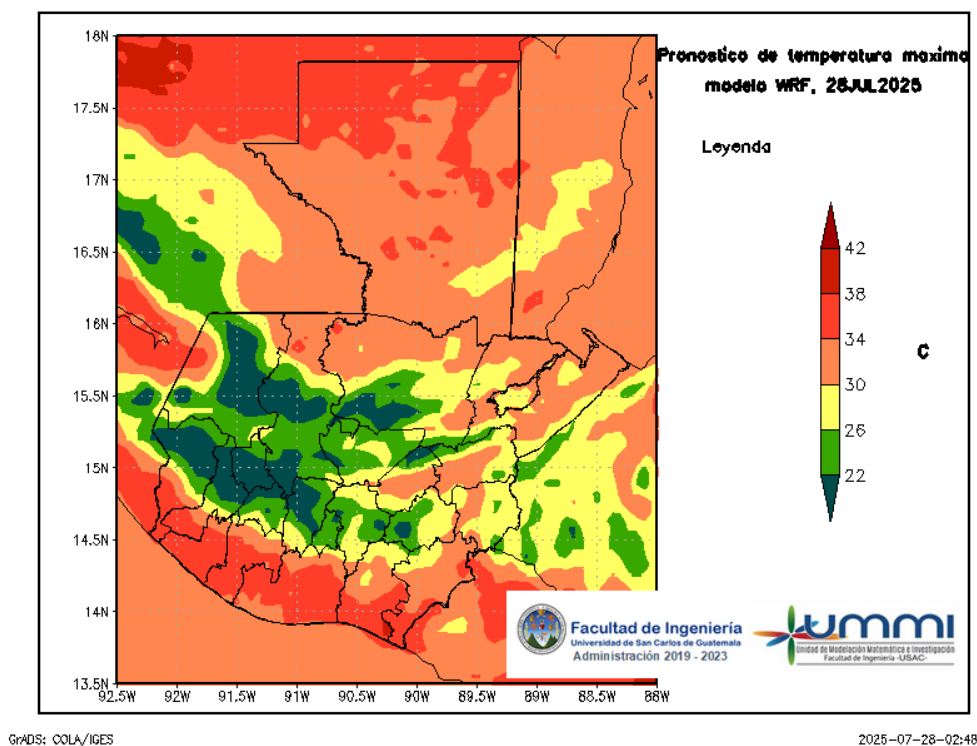 Pronostico de temperatura maxima
modelo WRF, 28JUL2025
Leyenda
42
38
34
30
26
22
C
18N
17.5N
17N
16.5N
16N
15.5N
15N
14.5N
14N
13.5N
92.5W
92W
91.5W
91W
90.5W
90W
89.5W
89W
88.5W
88W
Facultad de Ingeniería
Universidad de San Carlos de Guatemala
Administración 2019 - 2023
ummi
Unidad de Modelación Matemática e Investigación
Facultad de Ingeniería -USAC-
GrADS: COLA/IGES
2025-07-28-02:48